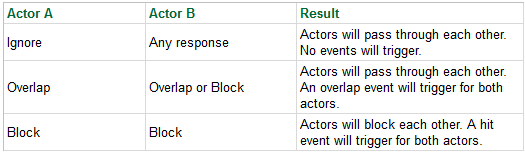 Actor A Actor B Result
Ignore Any response Actors will pass through each other.
No events will trigger.
Overlap Overlap or Block Actors will pass through each other.
An overlap event will trigger for both
actors.
Block Block Actors will block each other. A hit
event will trigger for both actors.